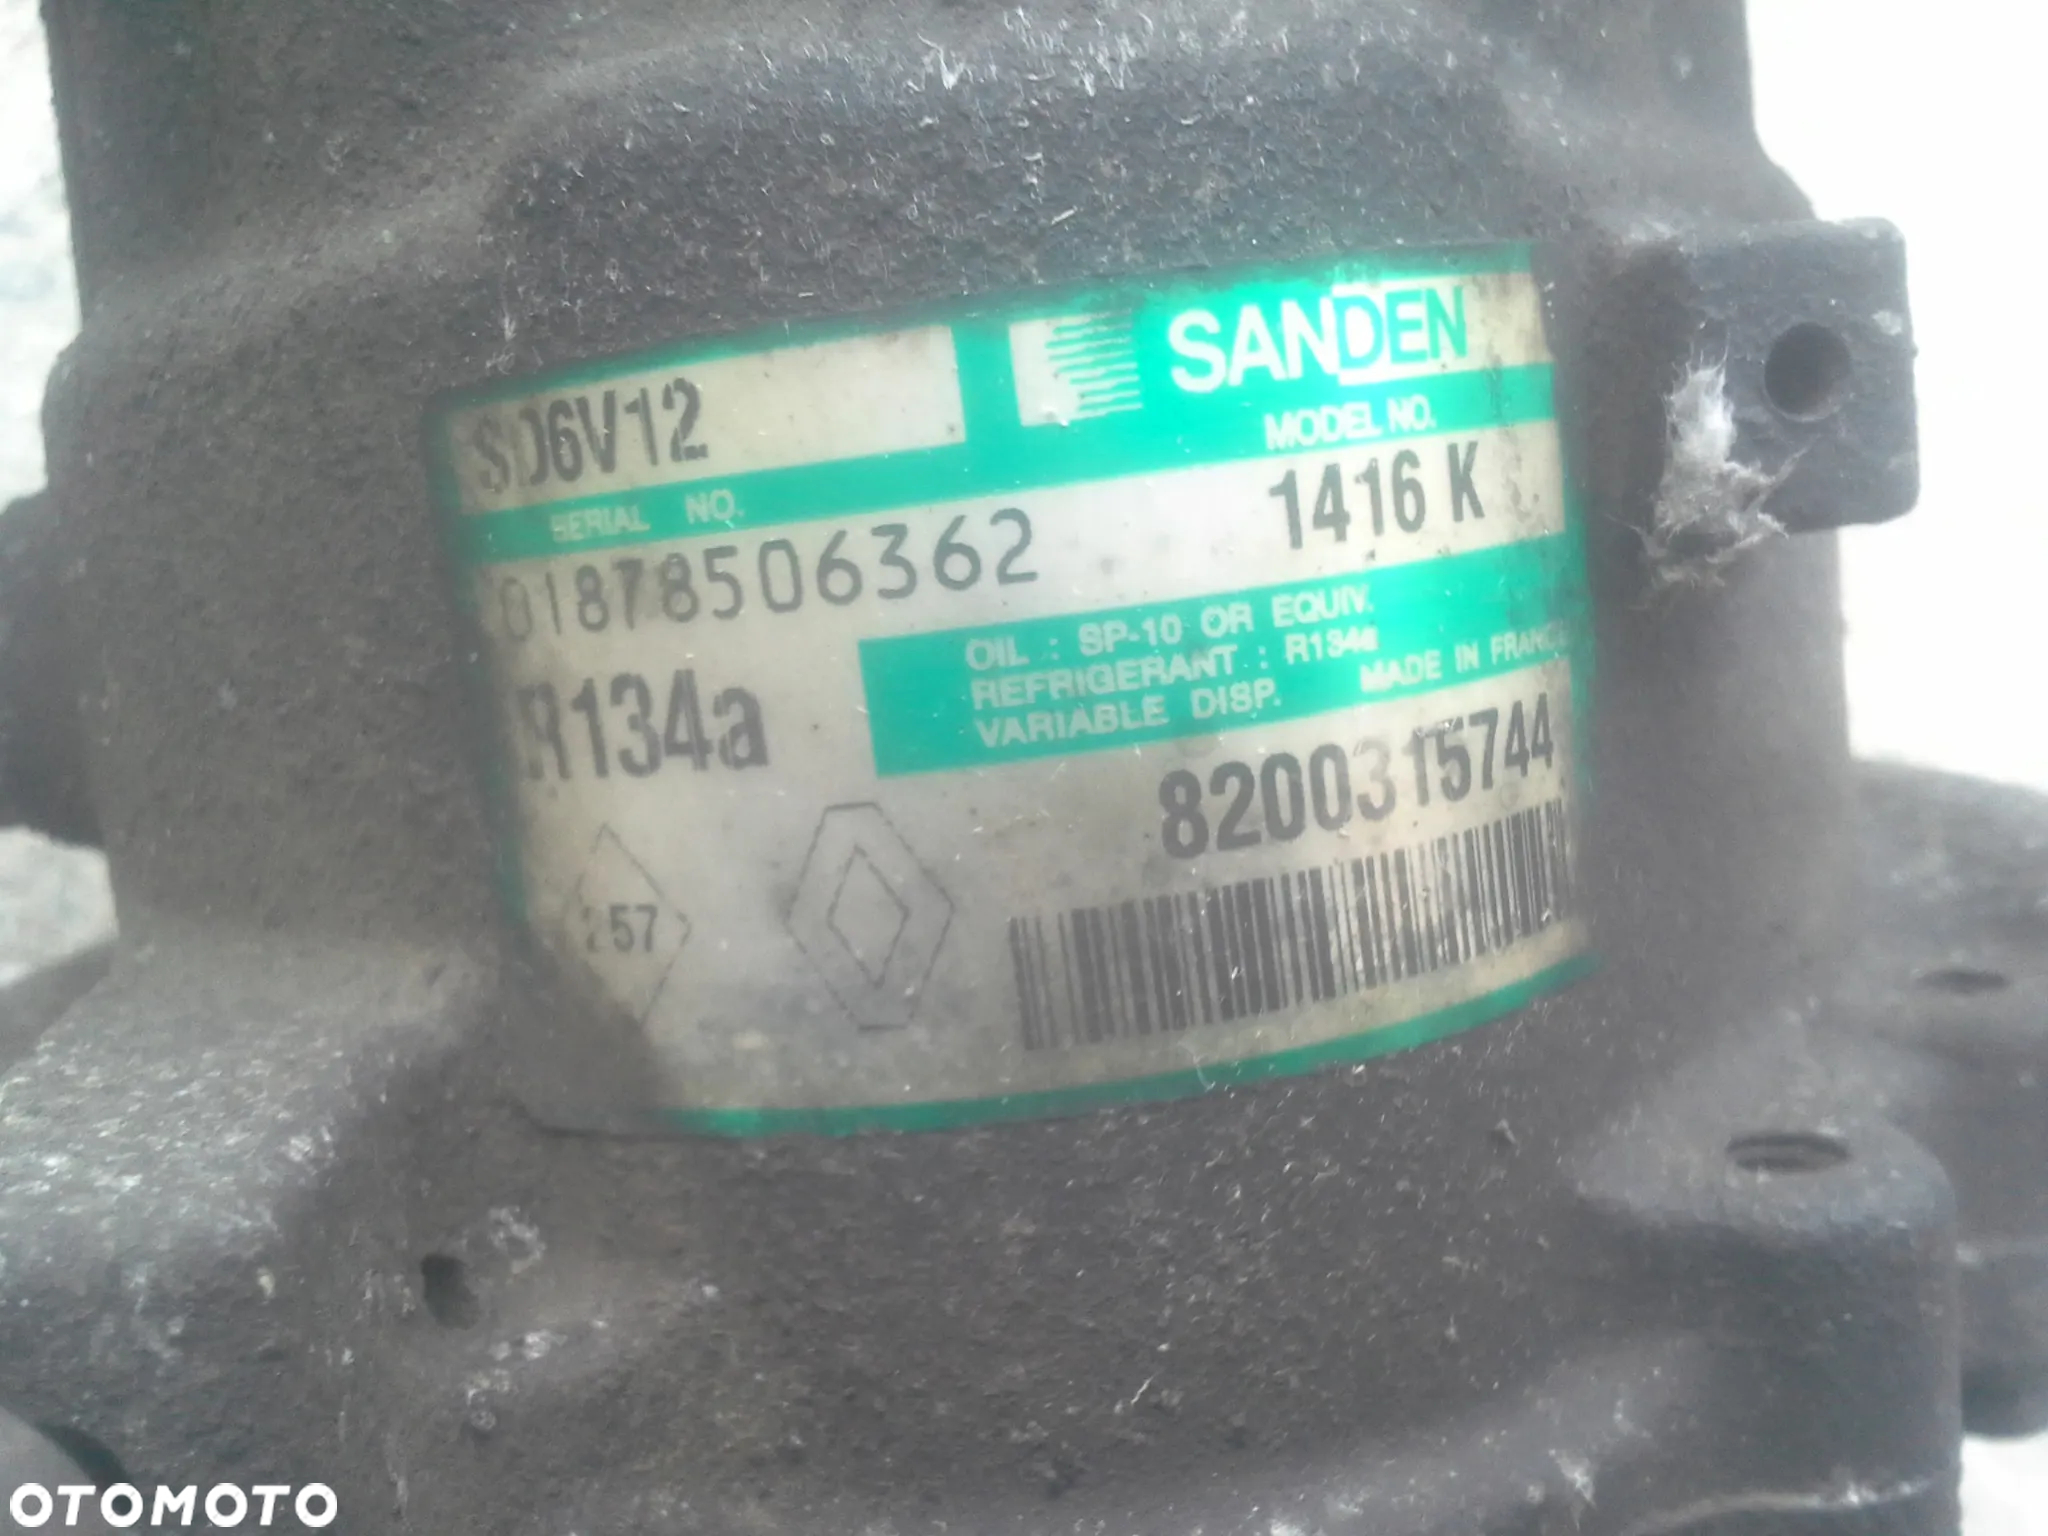 SD6V12
SANDEN
SERIAL NO.
MODEL NO.
01878506362
1416 K
OIL : SP-10 OR EQUIV.
REFRIGERANT : R134a
VARIABLE DISP.
MADE IN FRANCE
R134a
8200315744
257
OTOMOTO